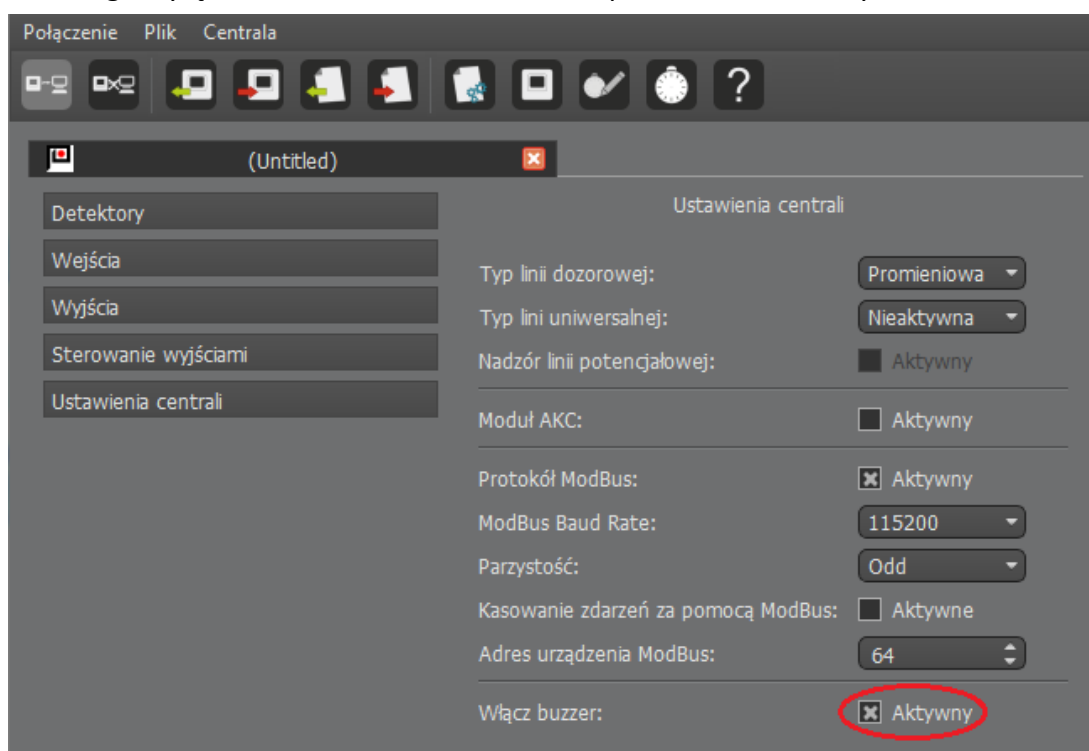 Połączenie Plik Centrala
?
(Untitled)
Detektory
Wejścia
Wyjścia
Sterowanie wyjściami
Ustawienia centrali
Ustawienia centrali
Typ linii dozorowej: Promieniowa
Typ lini uniwersalnej: Nieaktywna
Nadzór linii potencjałowej: Aktywny
Moduł AKC: Aktywny
Protokół ModBus: Aktywny
ModBus Baud Rate: 115200
Parzystość: Odd
Kasowanie zdarzeń za pomocą ModBus: Aktywne
Adres urządzenia ModBus: 64
Włącz buzzer: Aktywny